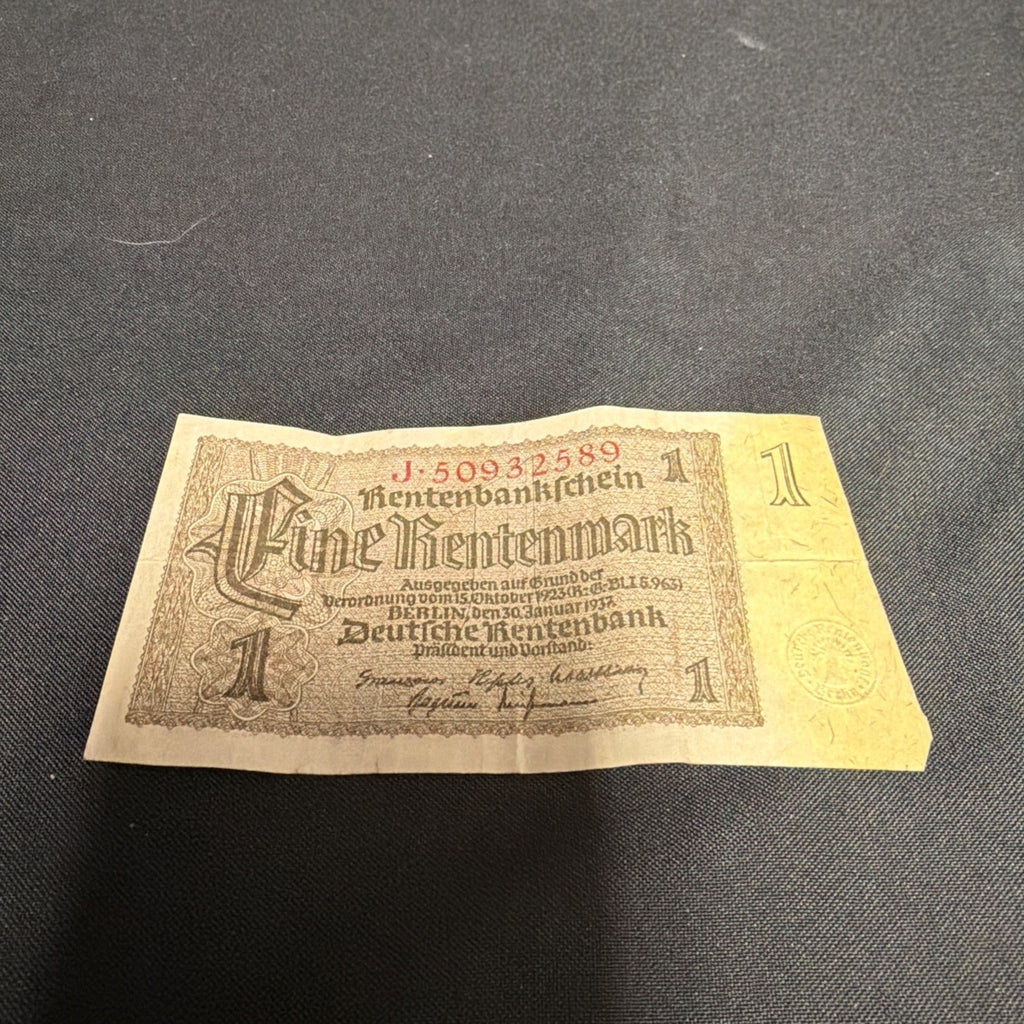 J·50932589
1
1
Rentenbankſchein
Eine Rentenmark
Ausgegeben auf Grund der
Verordnung vom 15. Oktober 1923 (R.-G.-Bl. I S. 963)
BERLIN, den 30. Januar 1937
Deutſche Rentenbank
Präſident und Vorſtand:
1
1